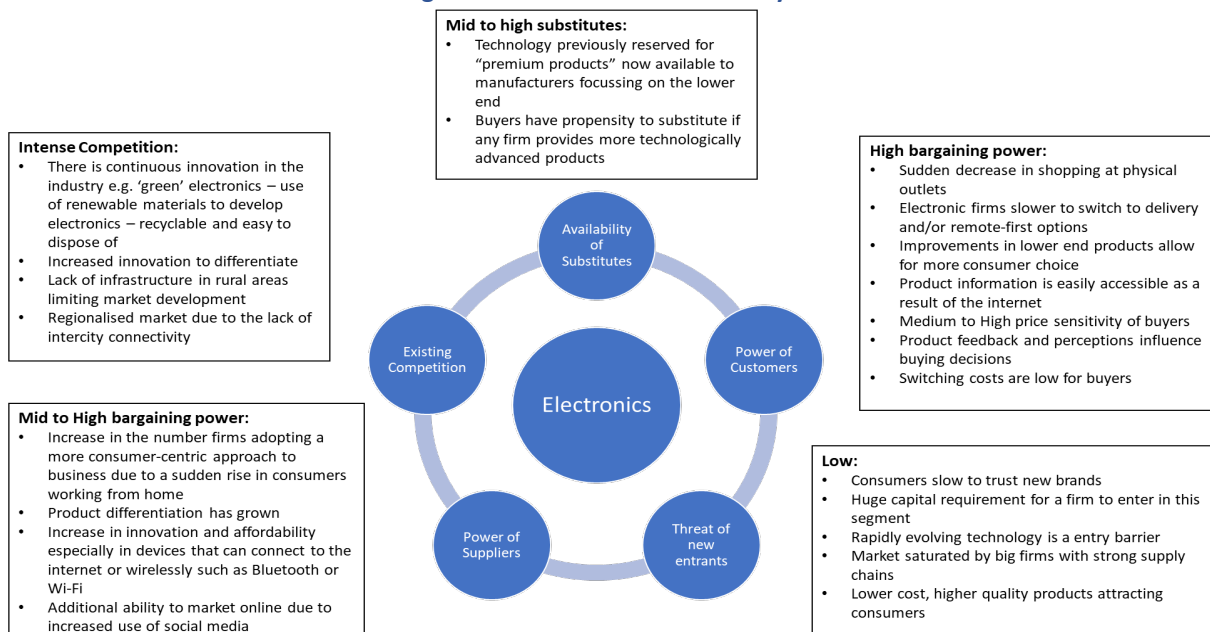 Mid to high substitutes:
• Technology previously reserved for
“premium products” now available to
manufacturers focussing on the lower
end
• Buyers have propensity to substitute if
any firm provides more technologically
advanced products
Intense Competition:
• There is continuous innovation in the
industry e.g. ‘green’ electronics – use
of renewable materials to develop
electronics – recyclable and easy to
dispose of
• Increased innovation to differentiate
• Lack of infrastructure in rural areas
limiting market development
• Regionalised market due to the lack of
intercity connectivity
High bargaining power:
• Sudden decrease in shopping at physical
outlets
• Electronic firms slower to switch to delivery
and/or remote-first options
• Improvements in lower end products allow
for more consumer choice
• Product information is easily accessible as a
result of the internet
• Medium to High price sensitivity of buyers
• Product feedback and perceptions influence
buying decisions
• Switching costs are low for buyers
Availability
of
Substitutes
Existing
Competition
Power of
Customers
Electronics
Power of
Suppliers
Threat of
new
entrants
Mid to High bargaining power:
• Increase in the number firms adopting a
more consumer-centric approach to
business due to a sudden rise in consumers
working from home
• Product differentiation has grown
• Increase in innovation and affordability
especially in devices that can connect to the
internet or wirelessly such as Bluetooth or
Wi-Fi
• Additional ability to market online due to
increased use of social media
Low:
• Consumers slow to trust new brands
• Huge capital requirement for a firm to enter in this
segment
• Rapidly evolving technology is a entry barrier
• Market saturated by big firms with strong supply
chains
• Lower cost, higher quality products attracting
consumers